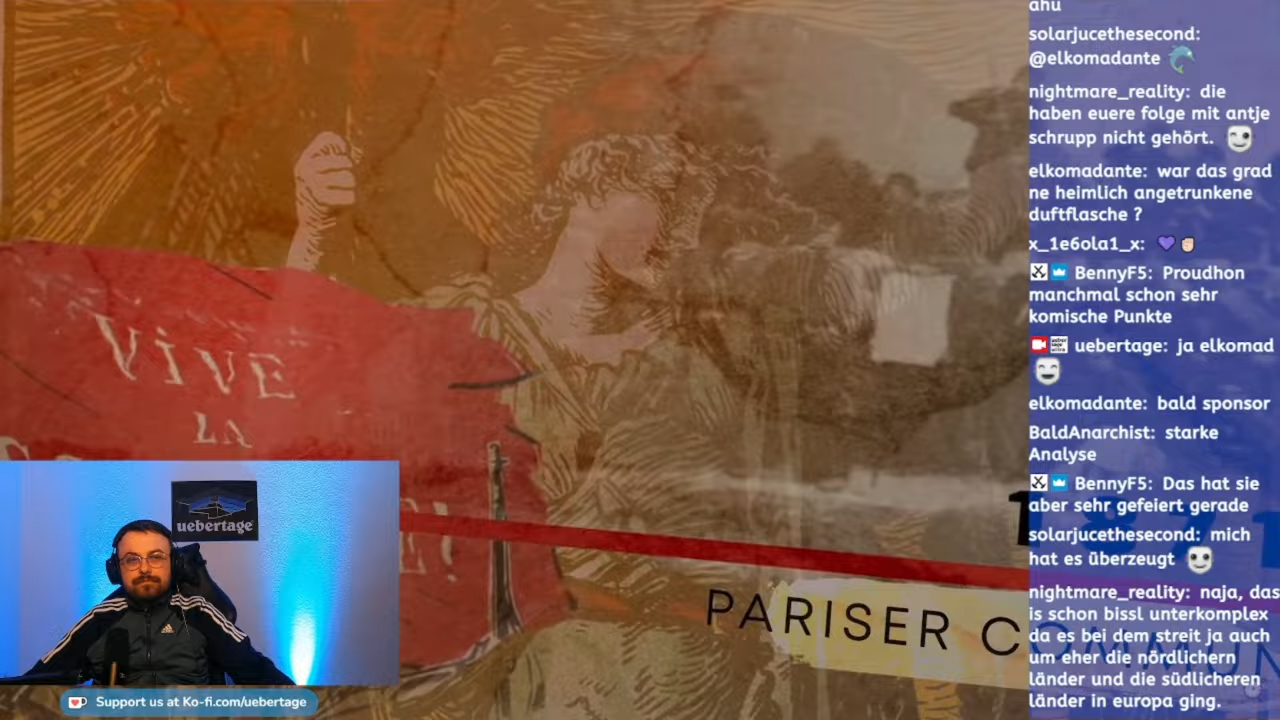 ahu
solarjucethesecond:
@elkomadante
nightmare_reality: die
haben euere folge mit antje
schrupp nicht gehört.
elkomadante: war das grad
ne heimlich angetrunkene
duftflasche ?
x_1e6ola1_x:
BennyF5: Proudhon
manchmal schon sehr
komische Punkte
uebertage: ja elkomad
elkomadante: bald sponsor
BaldAnarchist: starke
Analyse
BennyF5: Das hat sie
aber sehr gefeiert gerade
solarjucethesecond: mich
hat es überzeugt
nightmare_reality: naja, das
is schon bissl unterkomplex
da es bei dem streit ja auch
um eher die nördlichern
länder und die südlicheren
länder in europa ging.
ViVE
LA
1871
PARISER COMMUN
uebertage
adidas
Support us at Ko-fi.com/uebertage